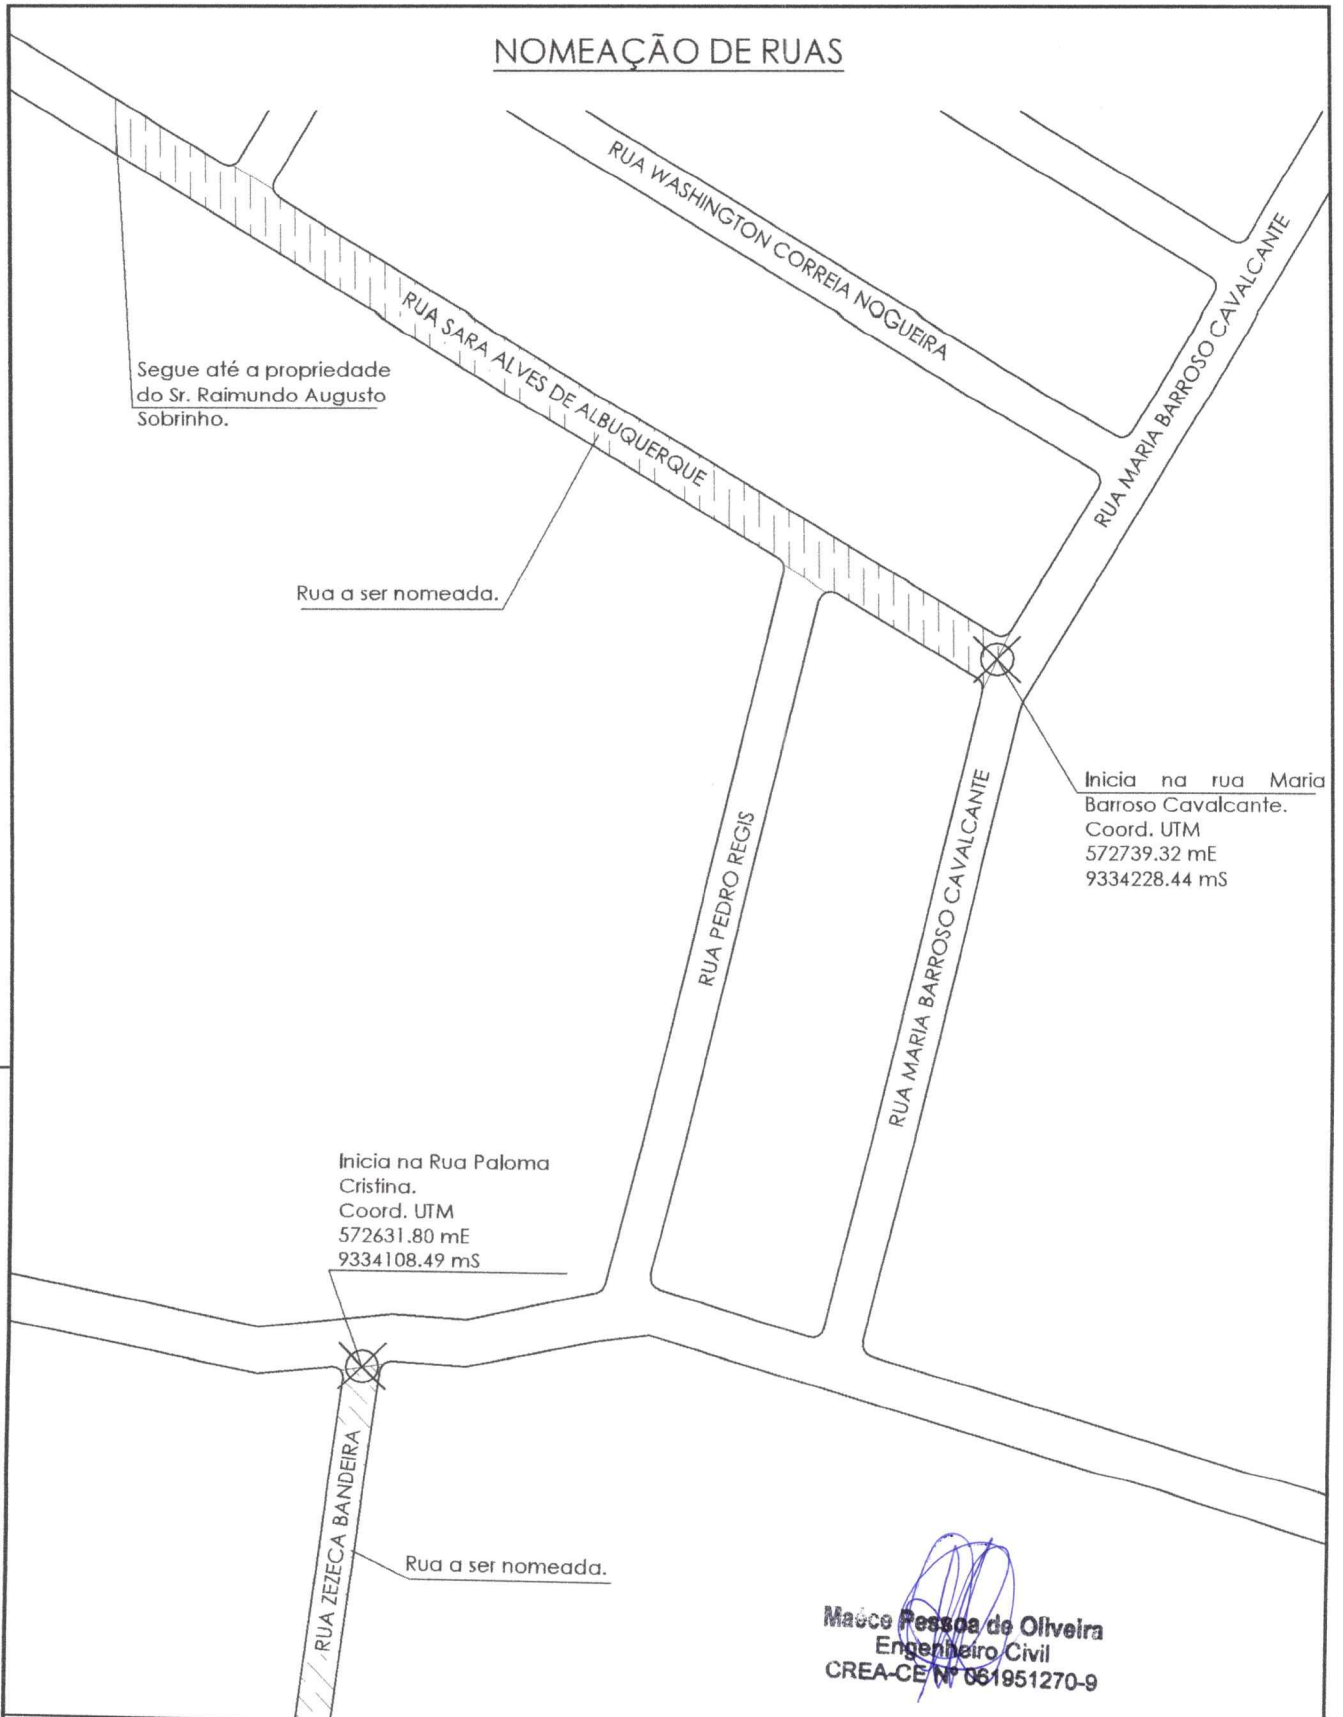 NOMEAÇÃO DE RUAS
RUA WASHINGTON CORREIA NOGUEIRA
RUA MARIA BARROSO CAVALCANTE
RUA SARA ALVES DE ALBUQUERQUE
Segue até a propriedade
do Sr. Raimundo Augusto
Sobrinho.
Rua a ser nomeada.
Inicia na rua Maria
Barroso Cavalcante.
Coord. UTM
572739.32 mE
9334228.44 mS
RUA PEDRO REGIS
RUA MARIA BARROSO CAVALCANTE
Inicia na Rua Paloma
Cristina.
Coord. UTM
572631.80 mE
9334108.49 mS
RUA ZEZECA BANDEIRA
Rua a ser nomeada.
Pessoa de Oliveira
Engenheiro Civil
CREA-CE Nº 061951270-9